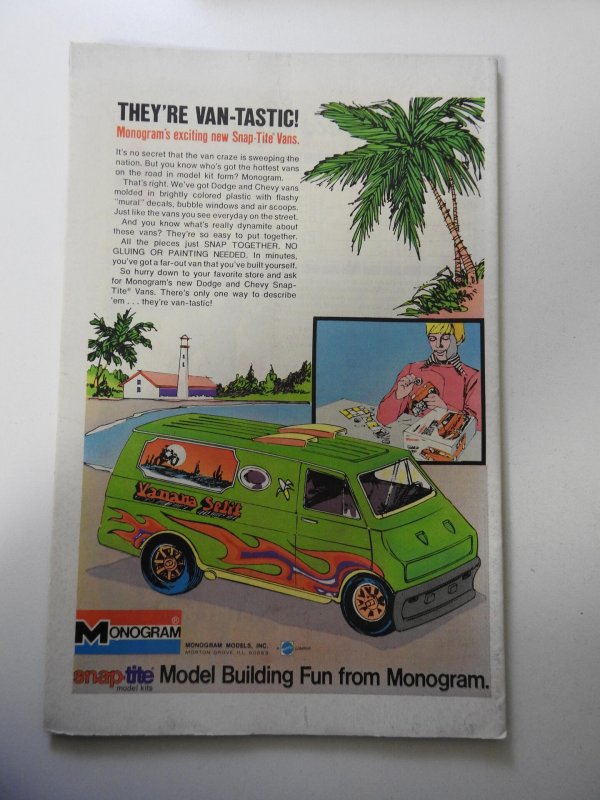 THEY'RE VAN-TASTIC!
Monogram's exciting new Snap-Tite® Vans.
It's no secret that the van craze is sweeping the
nation. But you know who's got the hottest vans
on the road in model kit form? Monogram.
That's right. We've got Dodge and Chevy vans
molded in brightly colored plastic with flashy
"mural" decals, bubble windows and air scoops.
Just like the vans you see everyday on the street.
And you know what's really dynamite about
these vans? They're so easy to put together.
All the pieces just SNAP TOGETHER. NO
GLUING OR PAINTING NEEDED. In minutes,
you've got a far-out van that you've built yourself.
So hurry down to your favorite store and ask
for Monogram's new Dodge and Chevy Snap-
Tite® Vans. There's only one way to describe
'em . . . they're van-tastic!
Vanana Split
MONOGRAM®
MONOGRAM MODELS, INC.
MORTON GROVE, ILL 60053
A
COMPANY
snap-tite®
model kits
Model Building Fun from Monogram.